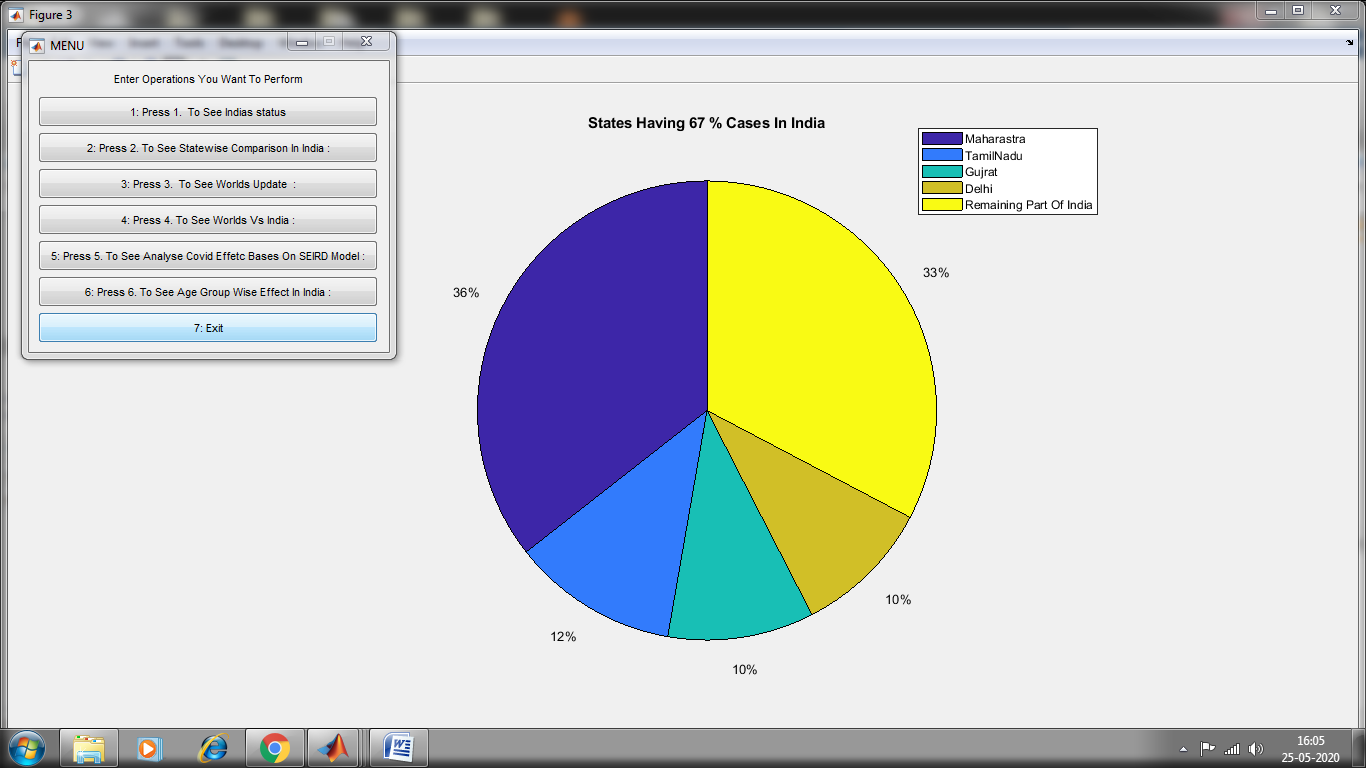 Figure 3
MENU
Insert Tools Desktop
Enter Operations You Want To Perform
1: Press 1. To See Indias status
2: Press 2. To See Statewise Comparison In India :
3: Press 3. To See Worlds Update :
4: Press 4. To See Worlds Vs India :
5: Press 5. To See Analyse Covid Effetc Bases On SEIRD Model :
6: Press 6. To See Age Group Wise Effect In India :
7: Exit
States Having 67 % Cases In India
Maharastra
TamilNadu
Gujrat
Delhi
Remaining Part Of India
33%
36%
10%
12%
10%
16:05
25-05-2020